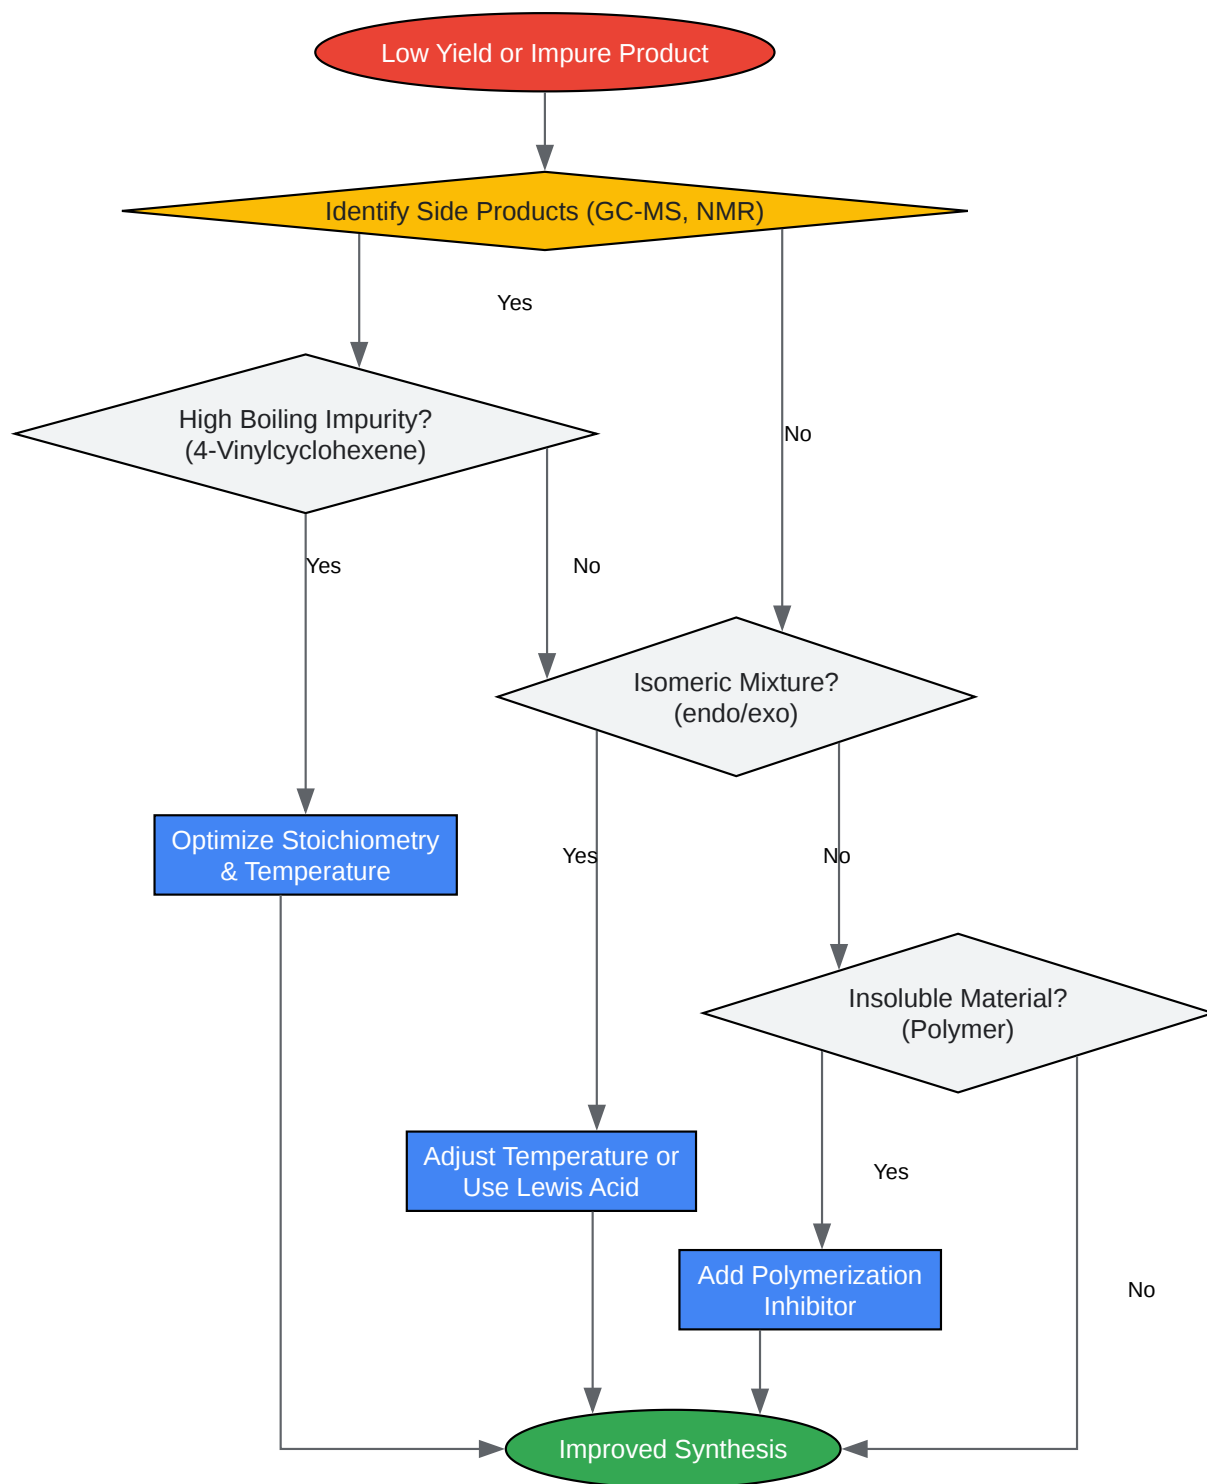 Low Yield or Impure Product
Identify Side Products (GC-MS, NMR)
Yes
High Boiling Impurity?
(4-Vinylcyclohexene)
No
Yes
No
Isomeric Mixture?
(endo/exo)
Optimize Stoichiometry
& Temperature
Yes
No
Insoluble Material?
(Polymer)
Adjust Temperature or
Use Lewis Acid
Yes
Add Polymerization
Inhibitor
No
Improved Synthesis